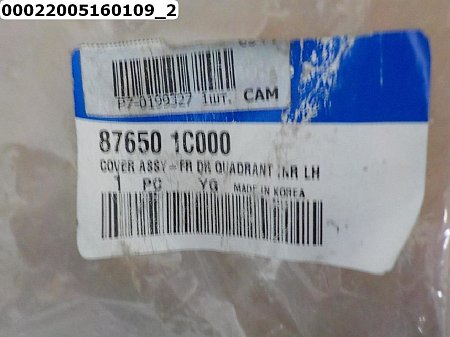 00022005160109_2
P7-0199327 1шт. САМ
87650 1C000
COVER ASSY-FR DR QUADRANT INR LH
1 PC YG MADE IN KOREA